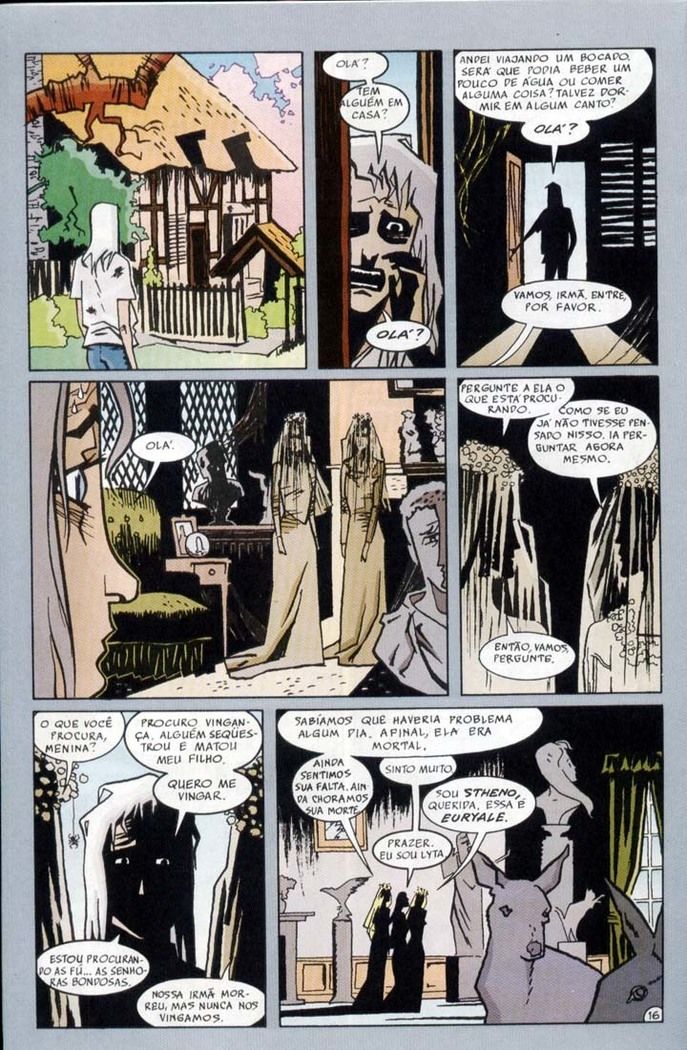 OLÁ?
TEM
ALGUÉM EM
CASA?
OLÁ?
ANDEI VIAJANDO UM BOCADO.
SERÁ QUE PODIA BEBER UM
POUCO DE ÁGUA OU COMER
ALGUMA COISA? TALVEZ DOR-
MIR EM ALGUM CANTO?
OLÁ?
VAMOS, IRMÃ, ENTRE,
POR FAVOR.
OLÁ.
PERGUNTE A ELA O
QUE ESTÁ PROCU-
RANDO.
COMO SE EU
JÁ NÃO TIVESSE PEN-
SADO NISSO. IA PER-
GUNTAR AGORA
MESMO.
ENTÃO, VAMOS,
PERGUNTE.
O QUE VOCÊ
PROCURA,
MENINA?
PROCURO VINGAN-
ÇA. ALGUÉM SEQÜES-
TROU E MATOU
MEU FILHO.
QUERO ME
VINGAR.
ESTOU PROCURAN-
DO AS FÚ... AS SENHO-
RAS BONDOSAS.
NOSSA IRMÃ MOR-
REU, MAS NUNCA NOS
VINGAMOS.
SABÍAMOS QUE HAVERIA PROBLEMA
ALGUM DIA. AFINAL, ELA ERA
MORTAL.
AINDA
SENTIMOS
SUA FALTA. AIN-
DA CHORAMOS
SUA MORTE.
SINTO MUITO.
SOU STHENO,
QUERIDA. ESSA É
EURYALE.
PRAZER.
EU SOU LYTA.
16